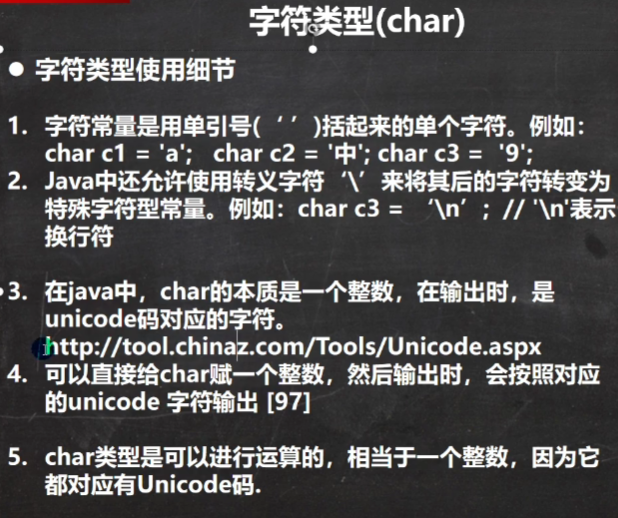 字符类型(char)
● 字符类型使用细节
1. 字符常量是用单引号(‘ ’)括起来的单个字符。例如：
char c1 = 'a'; char c2 = '中'; char c3 = '9';
2. Java中还允许使用转义字符‘\’来将其后的字符转变为
特殊字符型常量。例如：char c3 = ‘\n’; // '\n'表示
换行符
3. 在java中，char的本质是一个整数，在输出时，是
unicode码对应的字符。
http://tool.chinaz.com/Tools/Unicode.aspx
4. 可以直接给char赋一个整数，然后输出时，会按照对应
的unicode 字符输出 [97]
5. char类型是可以进行运算的，相当于一个整数，因为它
都对应有Unicode码.